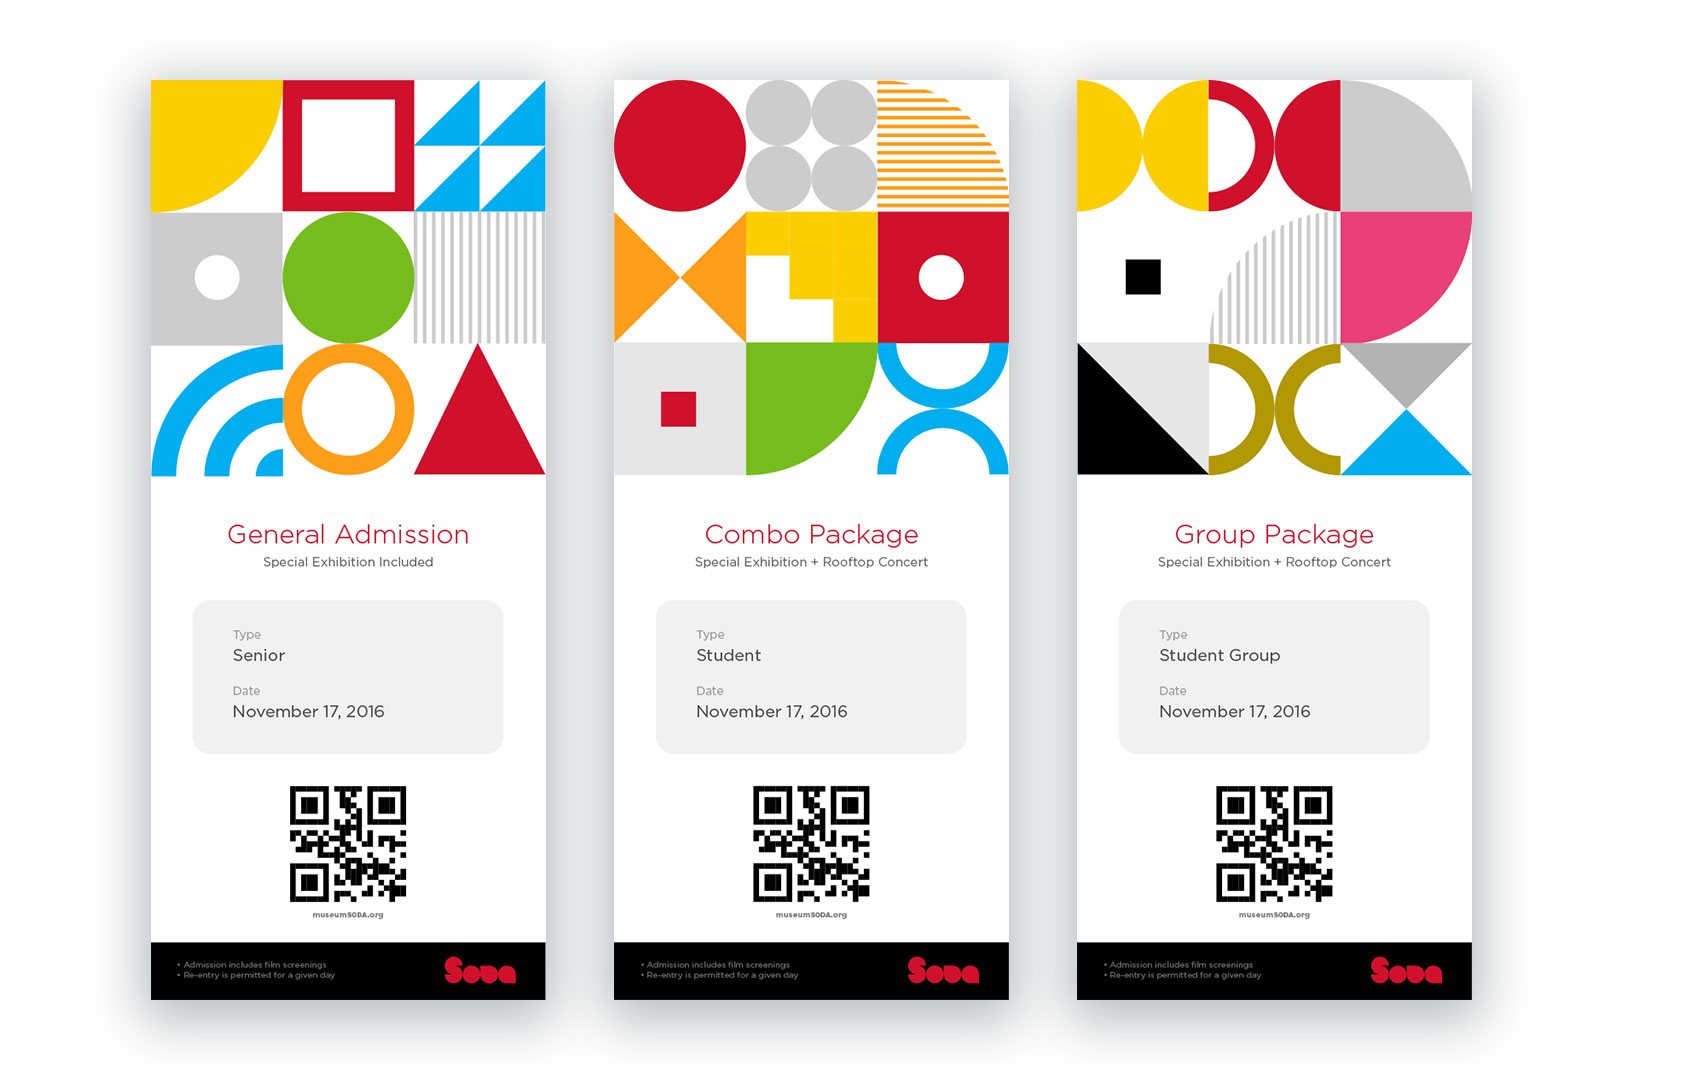 General Admission
Special Exhibition Included
Type
Senior
Date
November 17, 2016
museumSODA.org
• Admission includes film screenings
• Re-entry is permitted for a given day
SODA
Combo Package
Special Exhibition + Rooftop Concert
Type
Student
Date
November 17, 2016
museumSODA.org
• Admission includes film screenings
• Re-entry is permitted for a given day
SODA
Group Package
Special Exhibition + Rooftop Concert
Type
Student Group
Date
November 17, 2016
museumSODA.org
• Admission includes film screenings
• Re-entry is permitted for a given day
SODA